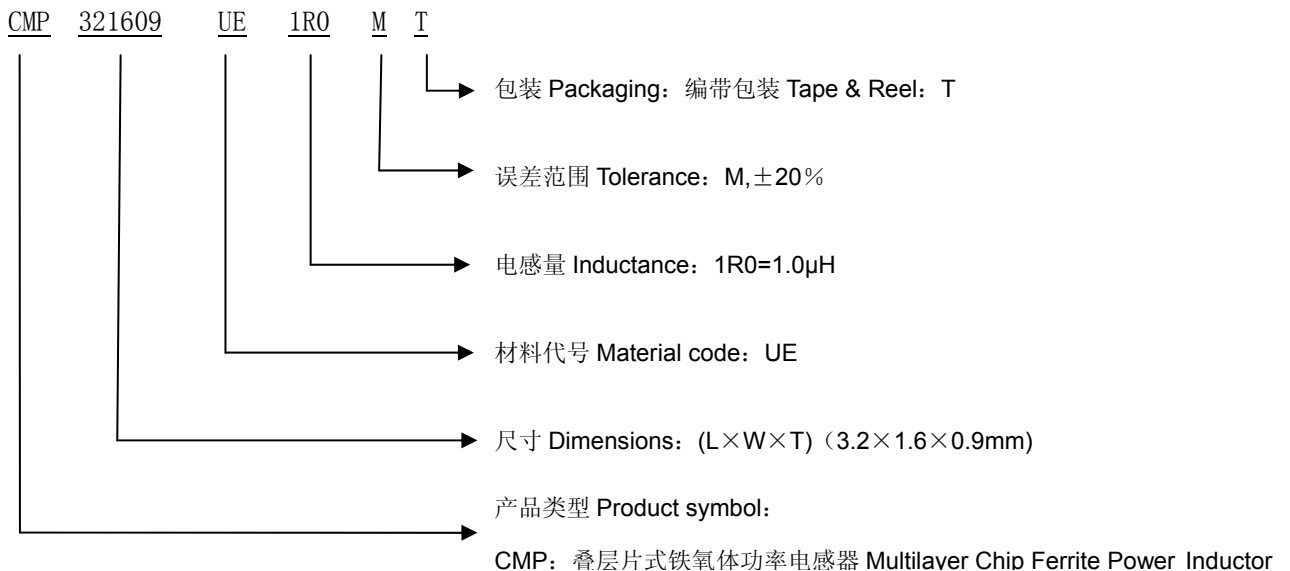 CMP 321609 UE 1R0 M T
包装 Packaging：编带包装 Tape & Reel：T
误差范围 Tolerance：M,±20％
电感量 Inductance：1R0=1.0μH
材料代号 Material code：UE
尺寸 Dimensions：(L×W×T)（3.2×1.6×0.9mm)
产品类型 Product symbol：
CMP：叠层片式铁氧体功率电感器 Multilayer Chip Ferrite Power Inductor